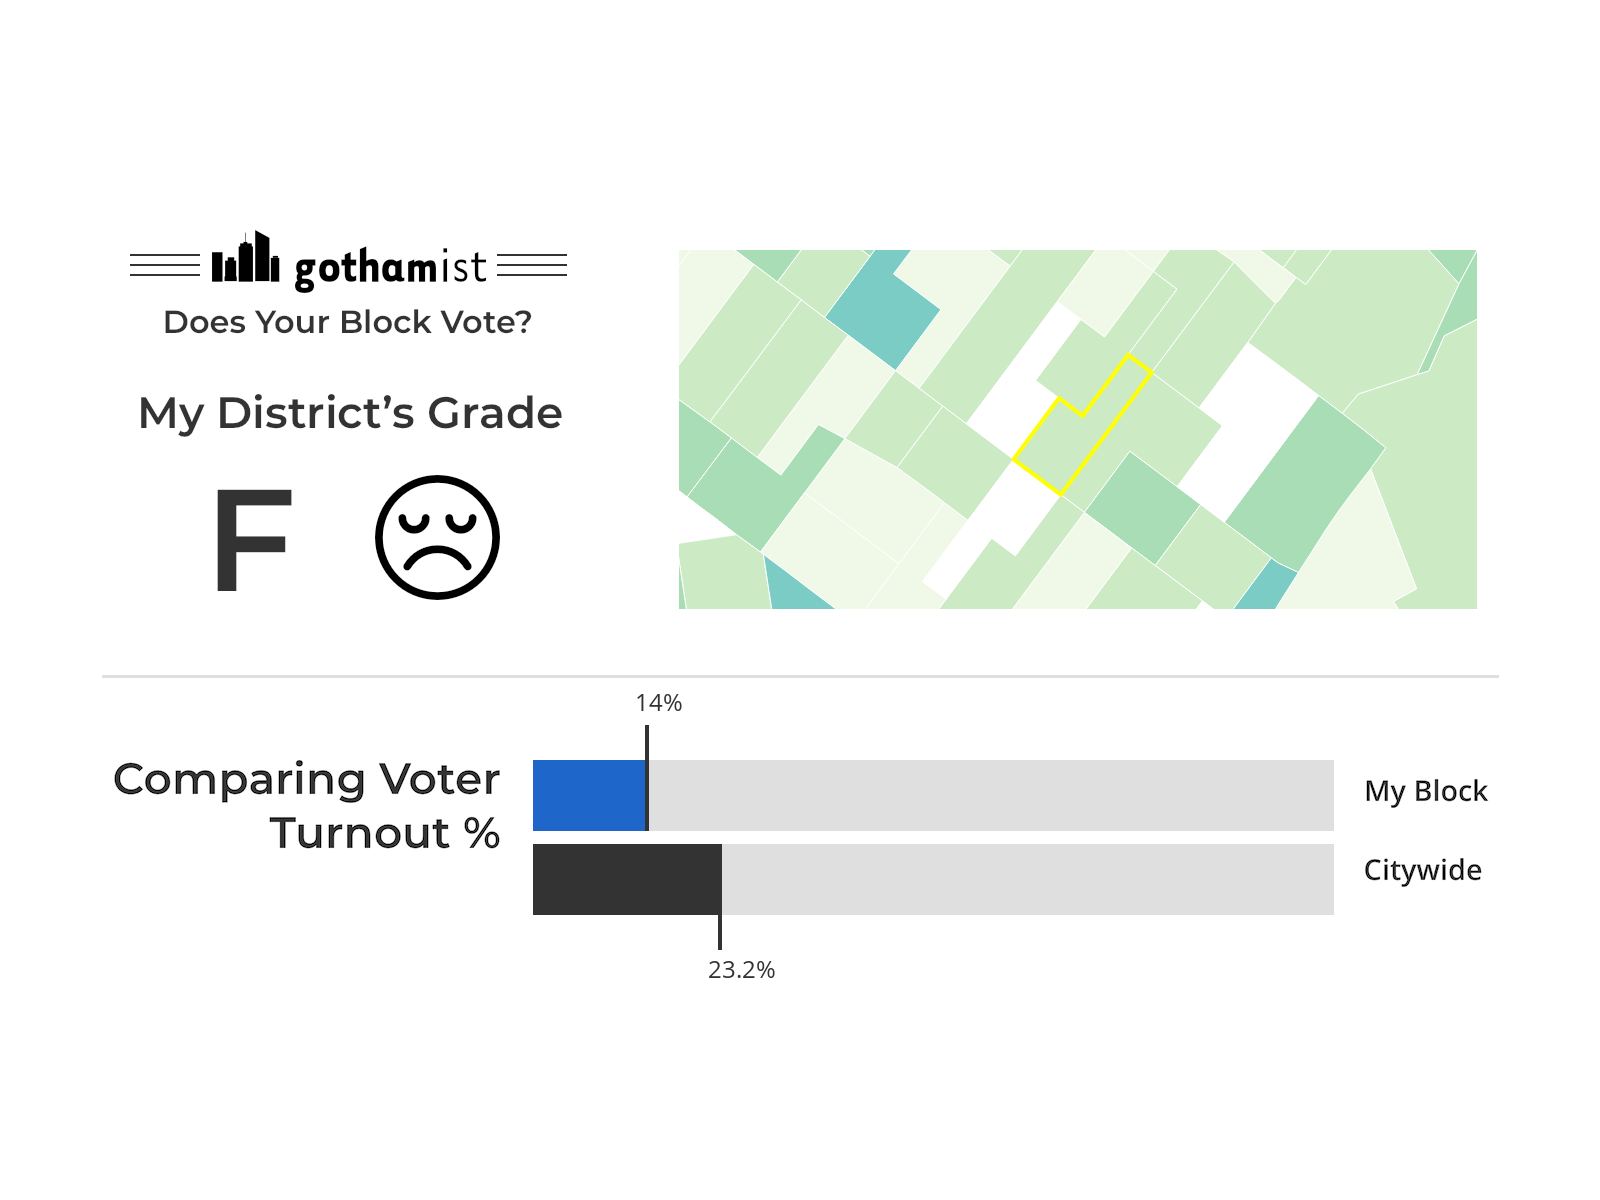 gothamist
Does Your Block Vote?
My District’s Grade
F
14%
Comparing Voter
Turnout %
My Block
Citywide
23.2%